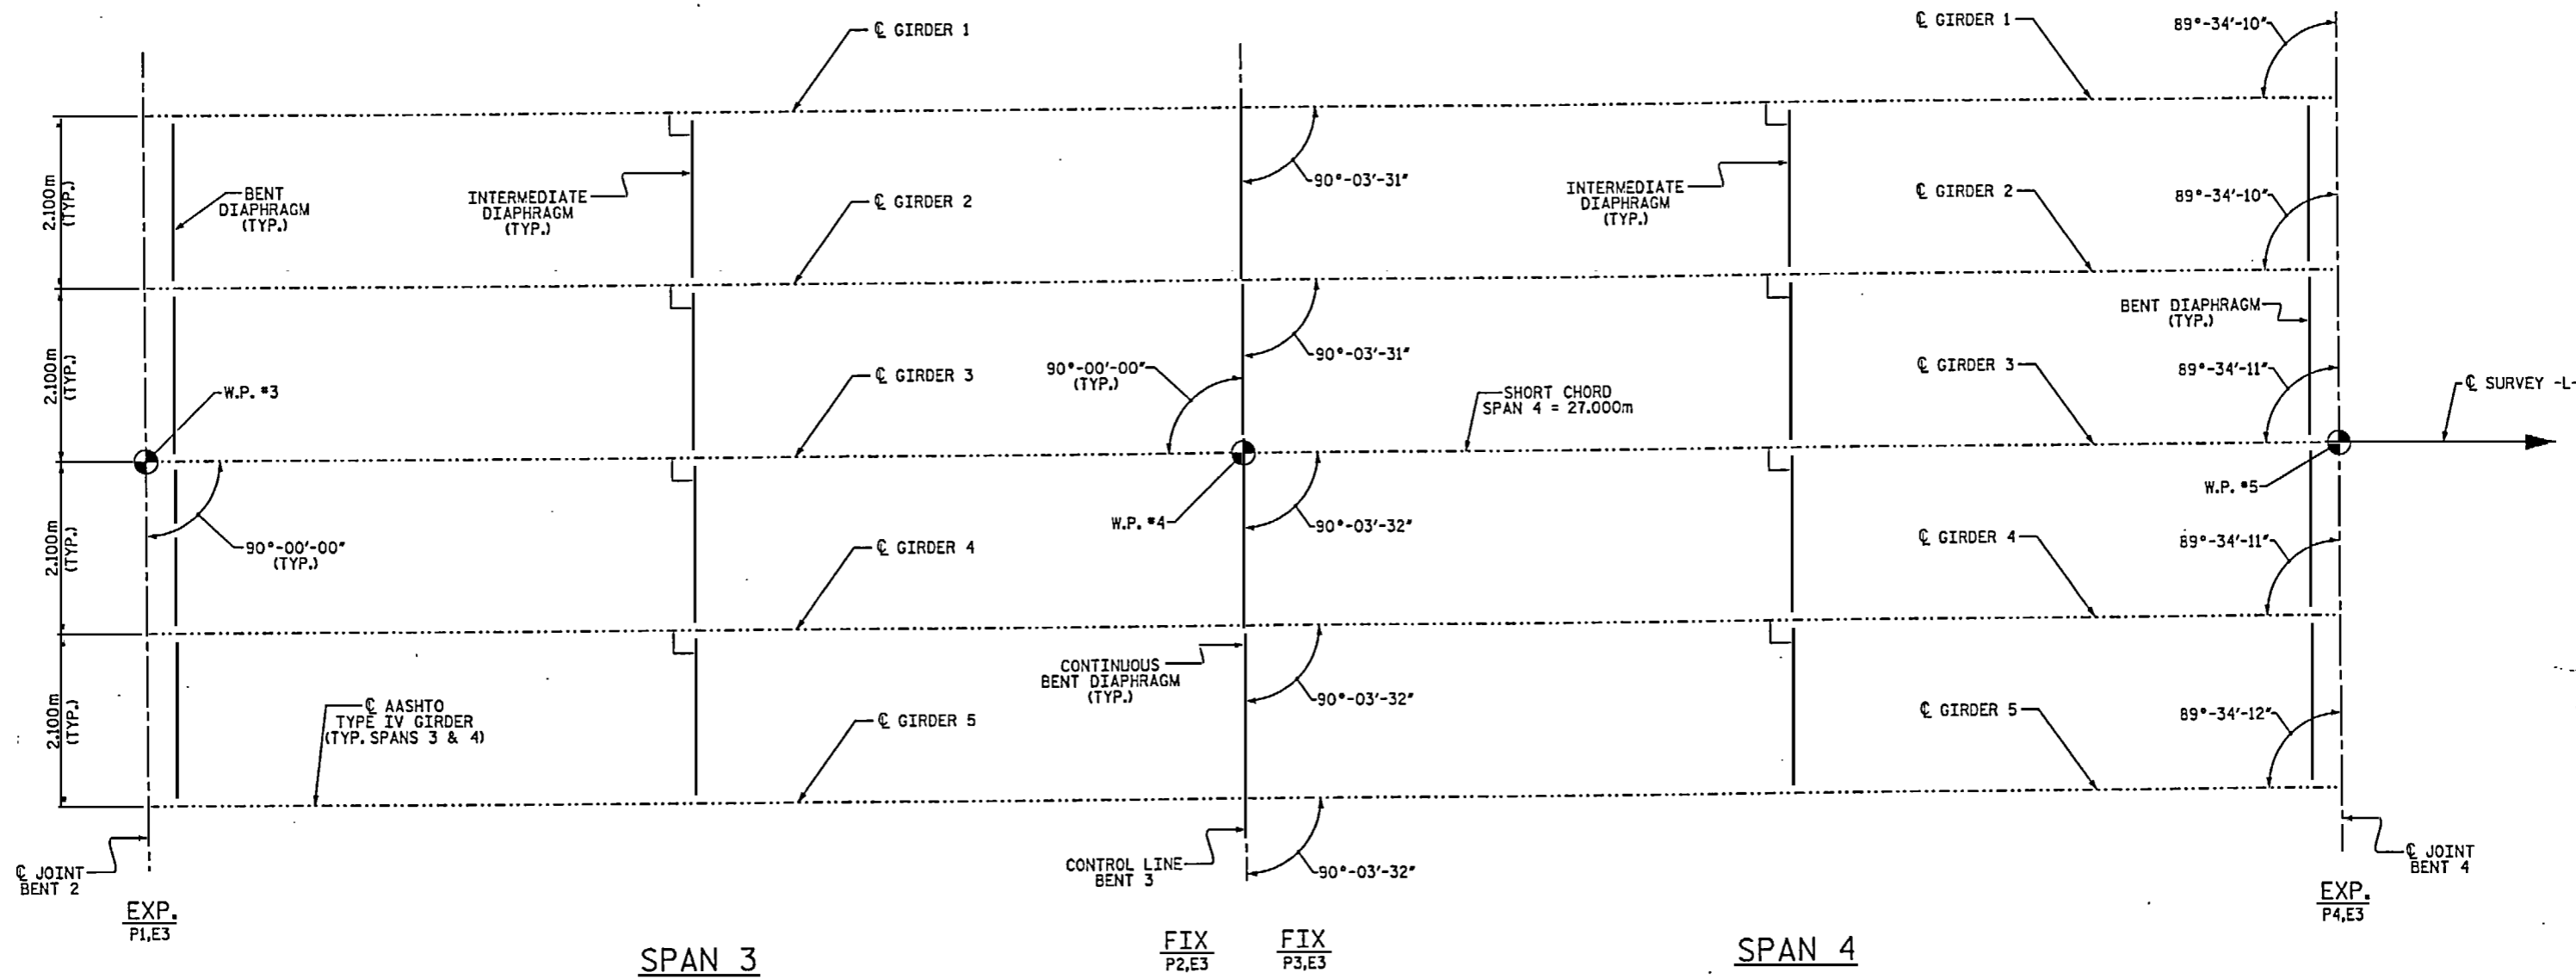 ℄ GIRDER 1
℄ GIRDER 1
89°-34'-10"
2.100m
(TYP.)
BENT
DIAPHRAGM
(TYP.)
INTERMEDIATE
DIAPHRAGM
(TYP.)
℄ GIRDER 2
90°-03'-31"
INTERMEDIATE
DIAPHRAGM
(TYP.)
℄ GIRDER 2
89°-34'-10"
2.100m
(TYP.)
W.P. #3
℄ GIRDER 3
90°-00'-00"
(TYP.)
90°-03'-31"
SHORT CHORD
SPAN 4 = 27.000m
℄ GIRDER 3
BENT DIAPHRAGM
(TYP.)
89°-34'-11"
℄ SURVEY -L-
2.100m
(TYP.)
90°-00'-00"
(TYP.)
℄ GIRDER 4
W.P. #4
90°-03'-32"
℄ GIRDER 4
W.P. #5
89°-34'-11"
2.100m
(TYP.)
℄ AASHTO
TYPE IV GIRDER
(TYP. SPANS 3 & 4)
℄ GIRDER 5
CONTINUOUS
BENT DIAPHRAGM
(TYP.)
90°-03'-32"
℄ GIRDER 5
89°-34'-12"
℄ JOINT
BENT 2
CONTROL LINE
BENT 3
90°-03'-32"
℄ JOINT
BENT 4
EXP.
P1,E3
SPAN 3
FIX
P2,E3
FIX
P3,E3
SPAN 4
EXP.
P4,E3